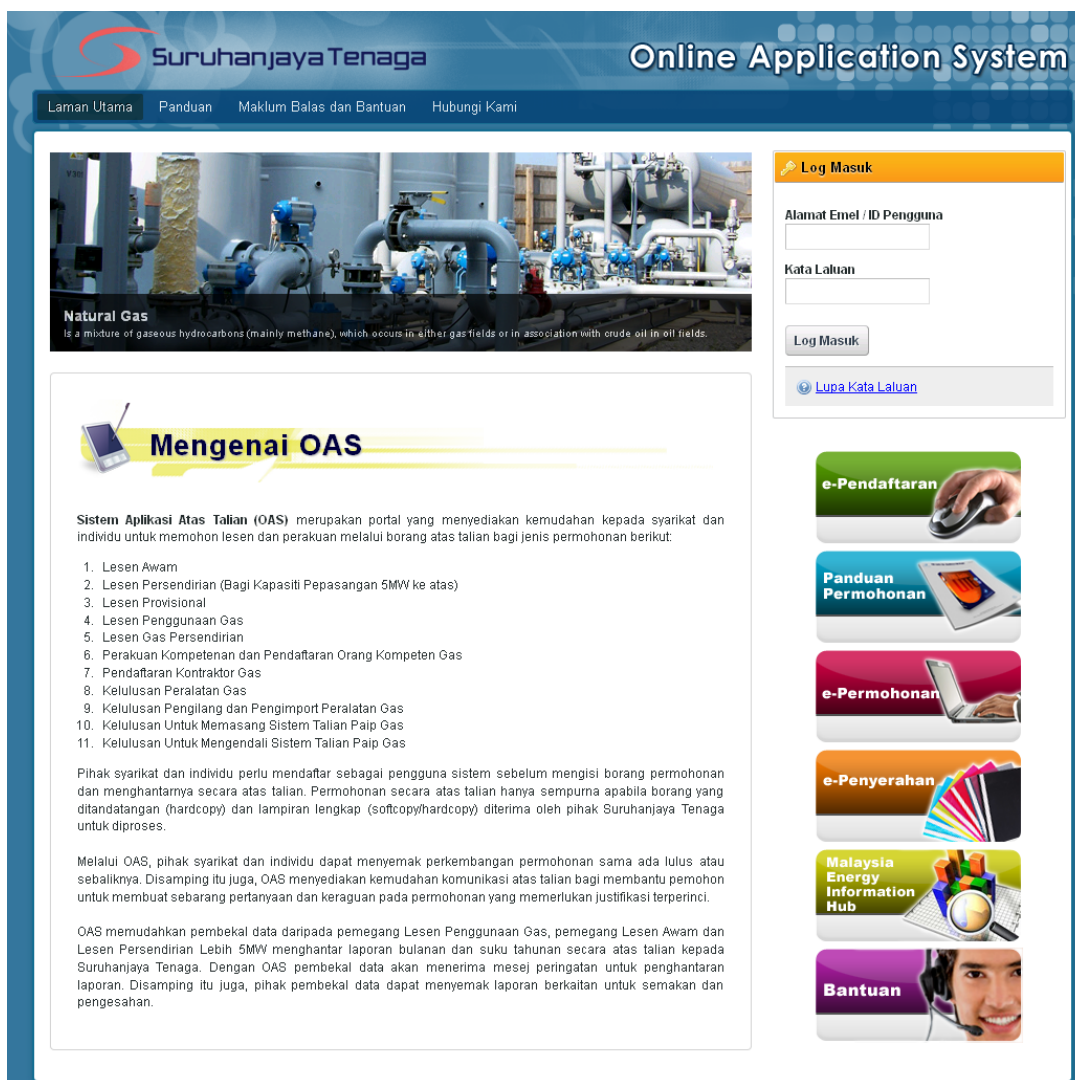 Suruhanjaya Tenaga
Online Application System
Laman Utama Panduan Maklum Balas dan Bantuan Hubungi Kami
Natural Gas
Is a mixture of gaseous hydrocarbons (mainly methane), which occurs in either gas fields or in association with crude oil in oil fields.
Log Masuk
Alamat Emel / ID Pengguna
Kata Laluan
Log Masuk
Lupa Kata Laluan
Mengenai OAS
Sistem Aplikasi Atas Talian (OAS) merupakan portal yang menyediakan kemudahan kepada syarikat dan
individu untuk memohon lesen dan perakuan melalui borang atas talian bagi jenis permohonan berikut:
1. Lesen Awam
2. Lesen Persendirian (Bagi Kapasiti Pepasangan 5MW ke atas)
3. Lesen Provisional
4. Lesen Penggunaan Gas
5. Lesen Gas Persendirian
6. Perakuan Kompetenan dan Pendaftaran Orang Kompeten Gas
7. Pendaftaran Kontraktor Gas
8. Kelulusan Peralatan Gas
9. Kelulusan Pengilang dan Pengimport Peralatan Gas
10. Kelulusan Untuk Memasang Sistem Talian Paip Gas
11. Kelulusan Untuk Mengendali Sistem Talian Paip Gas
Pihak syarikat dan individu perlu mendaftar sebagai pengguna sistem sebelum mengisi borang permohonan
dan menghantarnya secara atas talian. Permohonan secara atas talian hanya sempurna apabila borang yang
ditandatangan (hardcopy) dan lampiran lengkap (softcopy/hardcopy) diterima oleh pihak Suruhanjaya Tenaga
untuk diproses.
Melalui OAS, pihak syarikat dan individu dapat menyemak perkembangan permohonan sama ada lulus atau
sebaliknya. Disamping itu juga, OAS menyediakan kemudahan komunikasi atas talian bagi membantu pemohon
untuk membuat sebarang pertanyaan dan keraguan pada permohonan yang memerlukan justifikasi terperinci.
OAS memudahkan pembekal data daripada pemegang Lesen Penggunaan Gas, pemegang Lesen Awam dan
Lesen Persendirian Lebih 5MW menghantar laporan bulanan dan suku tahunan secara atas talian kepada
Suruhanjaya Tenaga. Dengan OAS pembekal data akan menerima mesej peringatan untuk penghantaran
laporan. Disamping itu juga, pihak pembekal data dapat menyemak laporan berkaitan untuk semakan dan
pengesahan.
e-Pendaftaran
Panduan
Permohonan
e-Permohonan
e-Penyerahan
Malaysia
Energy
Information
Hub
Bantuan